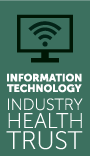 INFORMATION
TECHNOLOGY
INDUSTRY
HEALTH
TRUST